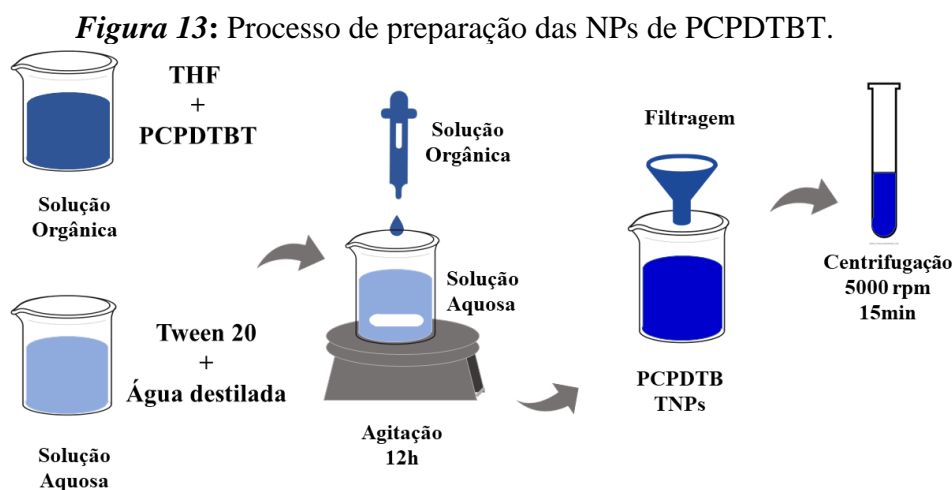 Figura 13: Processo de preparação das NPs de PCPDTBT.
THF
+
PCPDTBT
Solução
Orgânica
Tween 20
+
Água destilada
Solução
Aquosa
Solução
Orgânica
Solução
Aquosa
Agitação
12h
Filtragem
PCPDTB
TNPs
Centrifugação
5000 rpm
15min